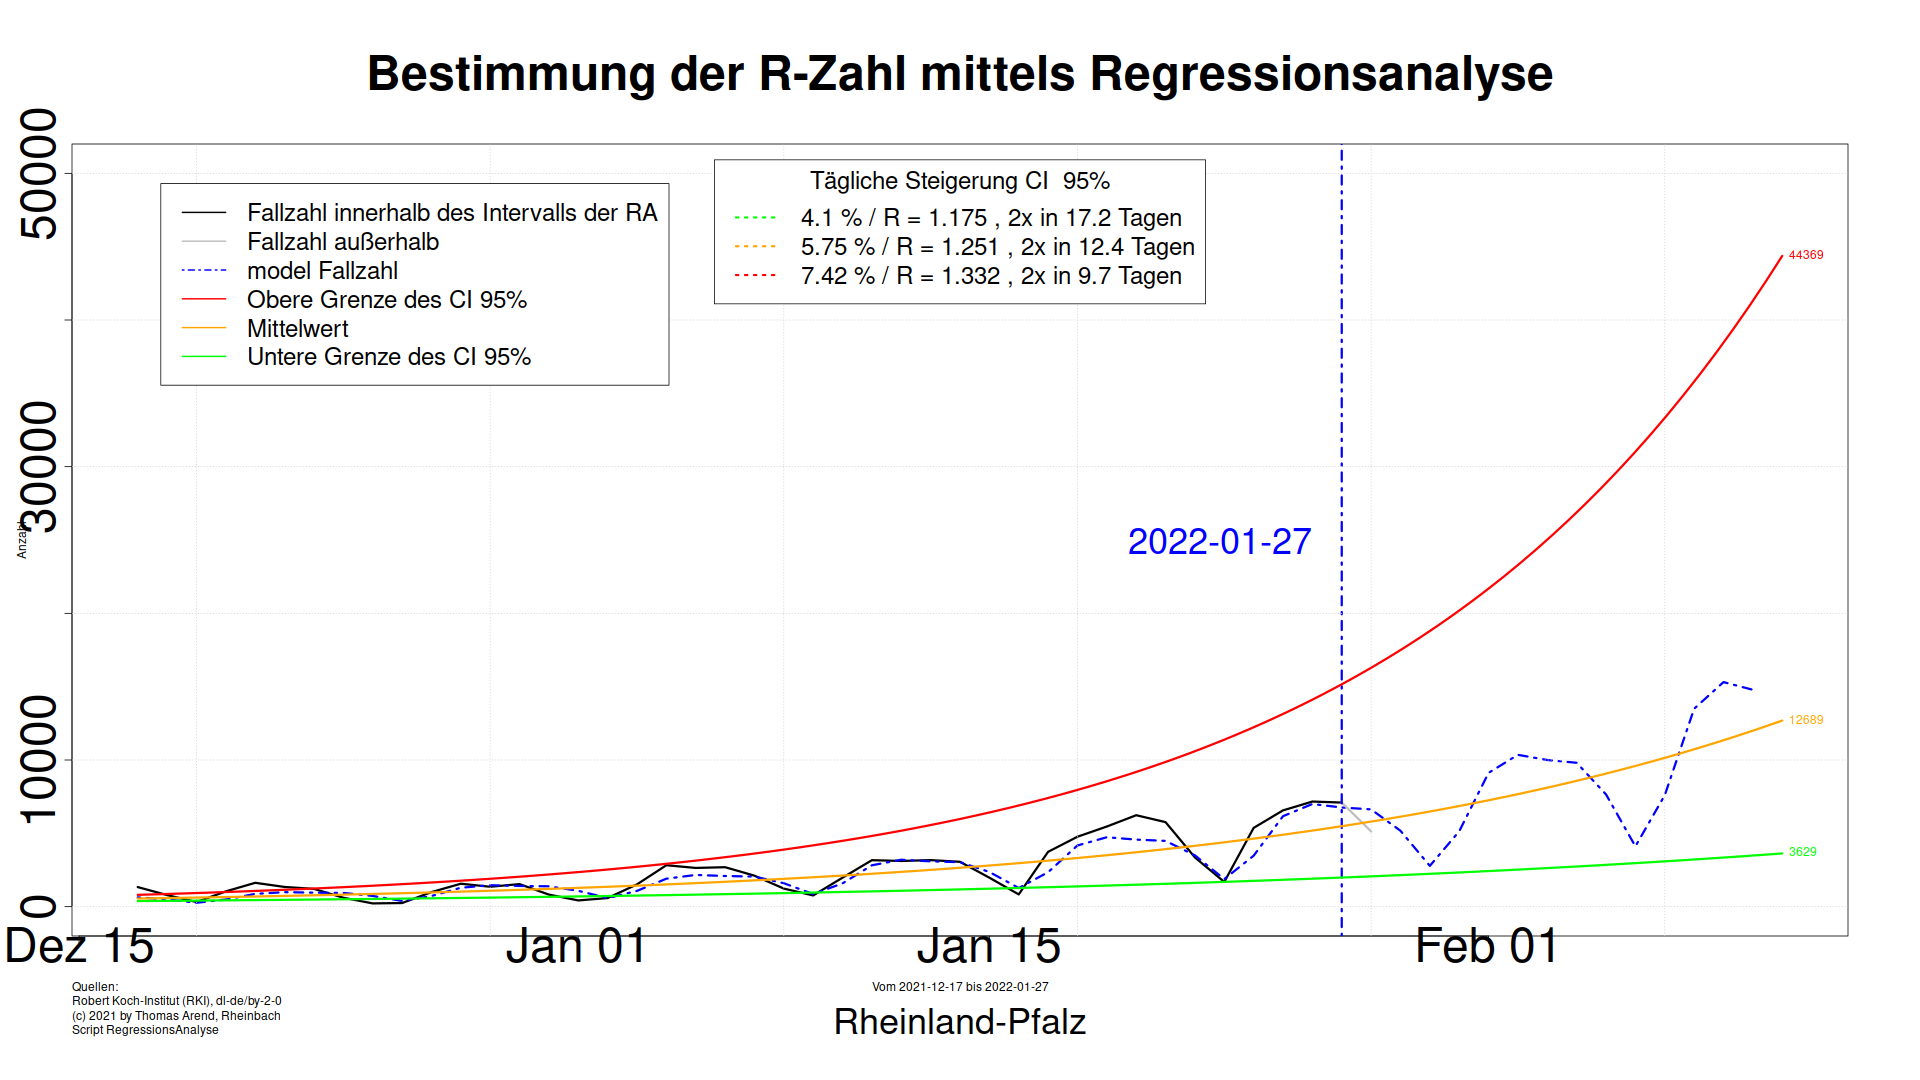 Bestimmung der R-Zahl mittels Regressionsanalyse
50000
30000
10000
0
Anzahl
Fallzahl innerhalb des Intervalls der RA
Fallzahl außerhalb
model Fallzahl
Obere Grenze des CI 95%
Mittelwert
Untere Grenze des CI 95%
Tägliche Steigerung CI 95%
4.1 % / R = 1.175 , 2x in 17.2 Tagen
5.75 % / R = 1.251 , 2x in 12.4 Tagen
7.42 % / R = 1.332 , 2x in 9.7 Tagen
44369
2022-01-27
12689
3629
Dez 15 Jan 01 Jan 15 Feb 01
Quellen:
Robert Koch-Institut (RKI), dl-de/by-2-0
(c) 2021 by Thomas Arend, Rheinbach
Script RegressionsAnalyse
Vom 2021-12-17 bis 2022-01-27
Rheinland-Pfalz